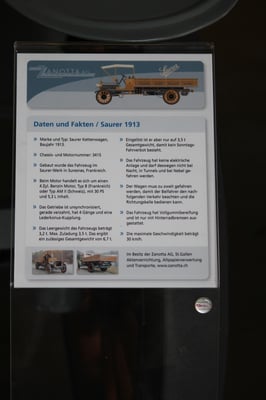 ZANOTTA
Saurer
Daten und Fakten / Saurer 1913
» Marke und Typ: Saurer Kettenwagen,
Baujahr 1913.
» Chassis- und Motornummer: 3615.
» Gebaut wurde das Fahrzeug im
Saurer-Werk in Suresnes, Frankreich.
» Beim Motor handelt es sich um einen
4 Zyl. Benzin Motor, Typ B (Frankreich)
oder Typ AM II (Schweiz), mit 30 PS
und 5,3 L Inhalt.
» Das Getriebe ist unsynchronisiert,
gerade verzahnt, hat 4 Gänge und eine
Lederkonus-Kupplung.
» Das Leergewicht des Fahrzeugs beträgt
3,2 t. Max. Zuladung 3,5 t. Das ergibt
ein zulässiges Gesamtgewicht von 6,7 t.
» Eingelöst ist er aber nur auf 3,5 t
Gesamtgewicht, damit kein Sonntags-
Fahrverbot besteht.
» Das Fahrzeug hat keine elektrische
Anlage und darf deswegen nicht bei
Nacht, in Tunnels und bei Nebel ge-
fahren werden.
» Der Wagen muss zu zweit gefahren
werden, damit der Beifahrer den nach-
folgenden Verkehr beachten und die
Richtungskelle bedienen kann.
» Das Fahrzeug hat Vollgummibereifung
und ist nur mit Hinterradbremsen aus-
gestattet.
» Die maximale Geschwindigkeit beträgt
30 km/h.
Im Besitz der Zanotta AG, St.Gallen
Aktenvernichtung, Altpapierverwertung
und Transporte, www.zanotta.ch